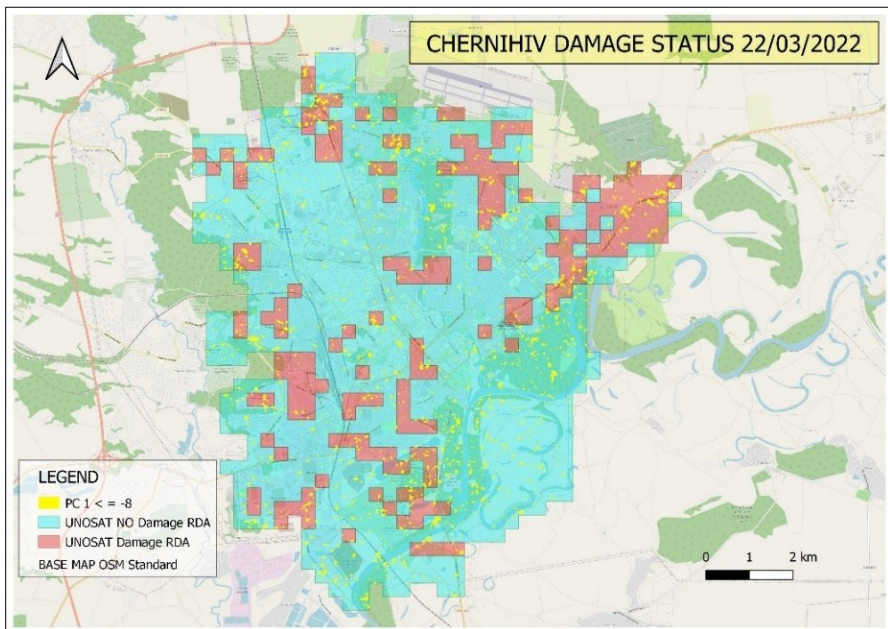 CHERNIHIV DAMAGE STATUS 22/03/2022
LEGEND
PC 1 < = -8
UNOSAT NO Damage RDA
UNOSAT Damage RDA
BASE MAP OSM Standard
0 1 2 km